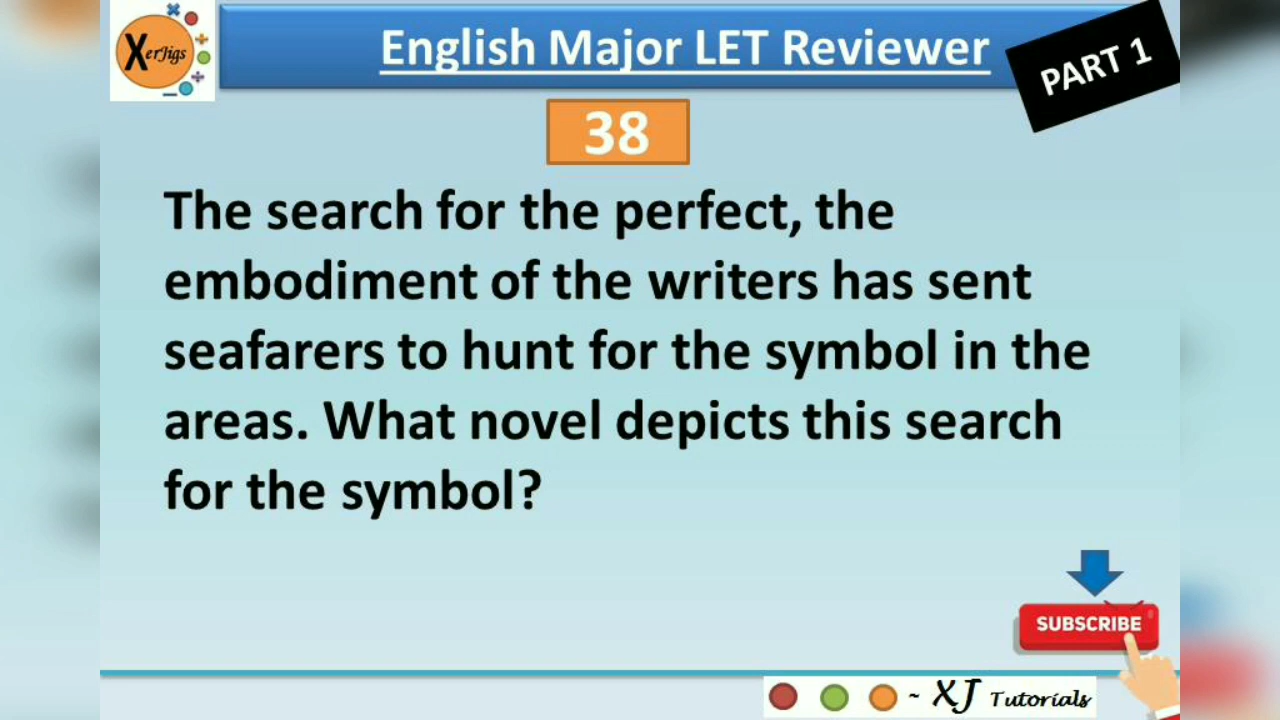 XerJigs
English Major LET Reviewer
PART 1
38
The search for the perfect, the
embodiment of the writers has sent
seafarers to hunt for the symbol in the
areas. What novel depicts this search
for the symbol?
SUBSCRIBE
~ XJ Tutorials